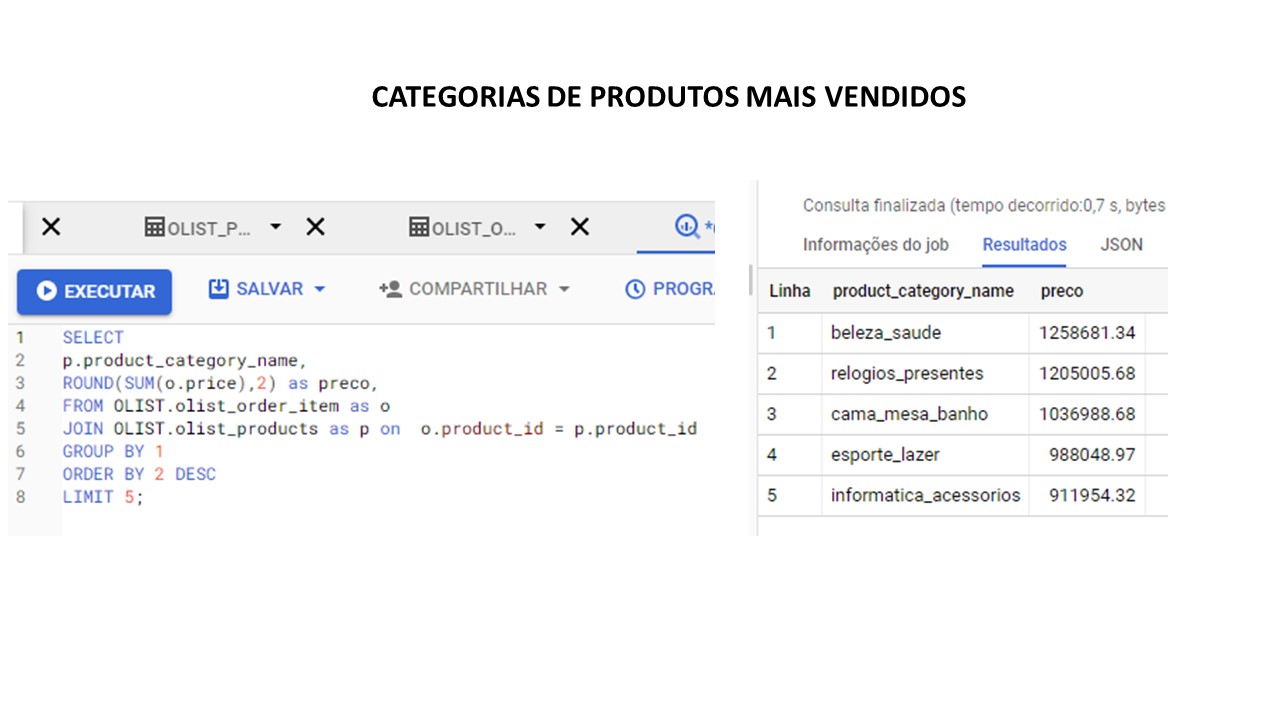 CATEGORIAS DE PRODUTOS MAIS VENDIDOS
OLIST_P... OLIST_O...
EXECUTAR SALVAR COMPARTILHAR PROGR
1 SELECT
2 p.product_category_name,
3 ROUND(SUM(o.price),2) as preco,
4 FROM OLIST.olist_order_item as o
5 JOIN OLIST.olist_products as p on o.product_id = p.product_id
6 GROUP BY 1
7 ORDER BY 2 DESC
8 LIMIT 5;
Consulta finalizada (tempo decorrido:0,7 s, bytes
Informações do job Resultados JSON
Linha product_category_name preco
1 beleza_saude 1258681.34
2 relogios_presentes 1205005.68
3 cama_mesa_banho 1036988.68
4 esporte_lazer 988048.97
5 informatica_acessorios 911954.32